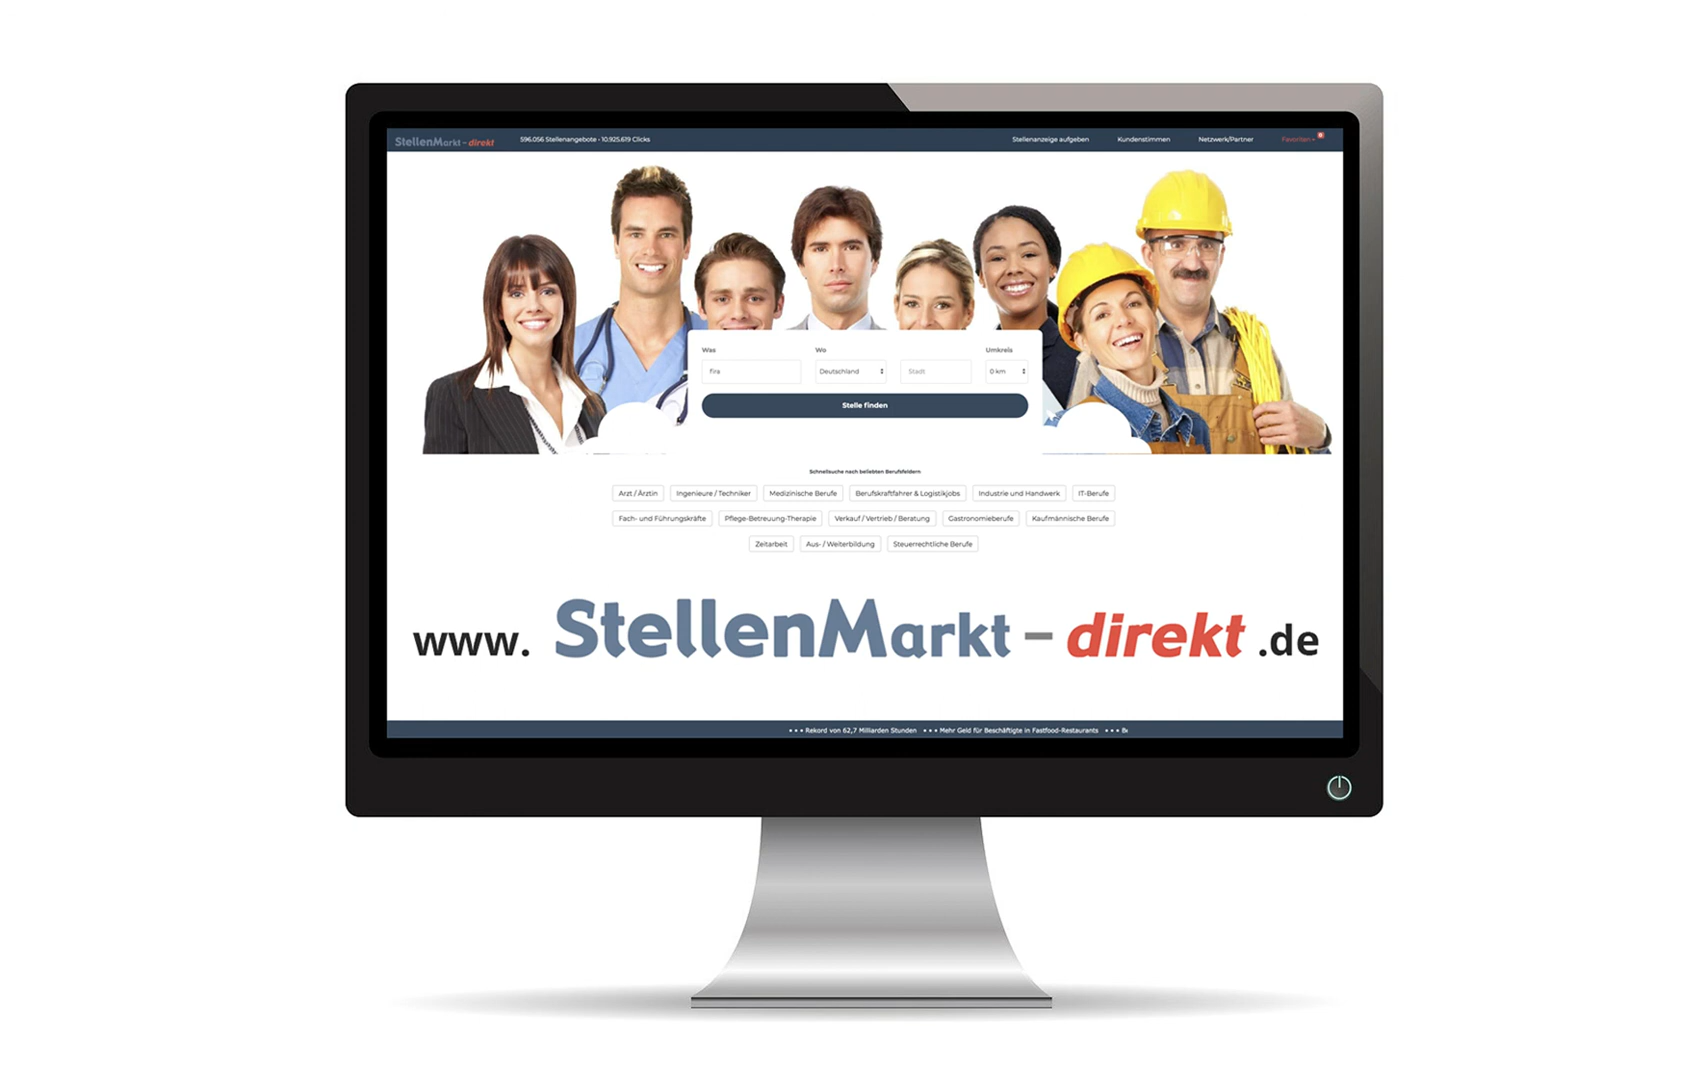 StellenMarkt-direkt 596.056 Stellenangebote • 10.925.619 Clicks Stellenanzeige aufgeben Kundenstimmen Netzwerk/Partner Favoriten
Was Wo Umkreis
fira Deutschland Stadt 0 km
Stelle finden
Schnellsuche nach beliebten Berufsfeldern
Arzt / Ärztin Ingenieure / Techniker Medizinische Berufe Berufskraftfahrer & Logistikjobs Industrie und Handwerk IT-Berufe
Fach- und Führungskräfte Pflege-Betreuung-Therapie Verkauf / Vertrieb / Beratung Gastronomieberufe Kaufmännische Berufe
Zeitarbeit Aus- / Weiterbildung Steuerrechtliche Berufe
www. StellenMarkt-direkt .de
• • • Rekord von 62,7 Milliarden Stunden • • • Mehr Geld für Beschäftigte in Fastfood-Restaurants • • •